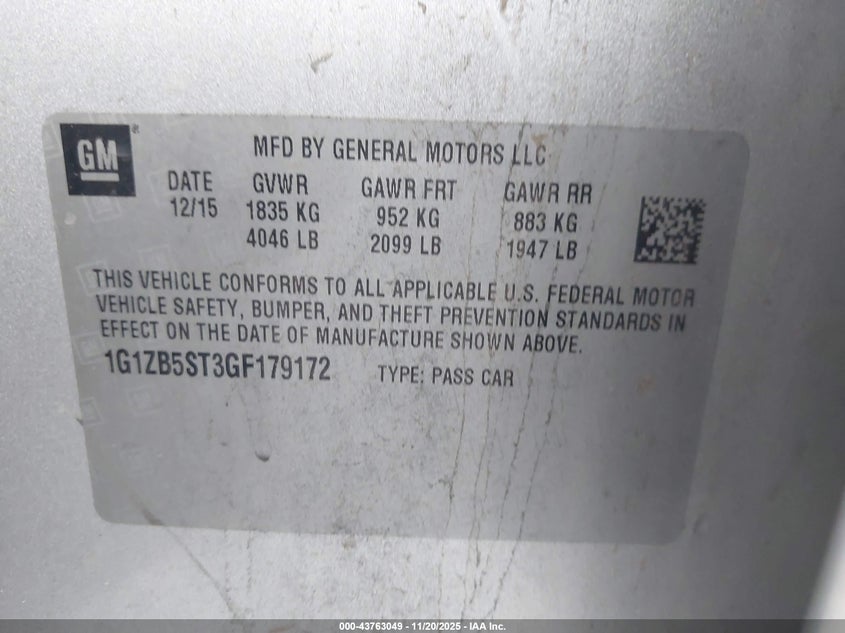 GM ®
MFD BY GENERAL MOTORS LLC
DATE GVWR GAWR FRT GAWR RR
12/15 1835 KG 952 KG 883 KG
4046 LB 2099 LB 1947 LB
THIS VEHICLE CONFORMS TO ALL APPLICABLE U.S. FEDERAL MOTOR
VEHICLE SAFETY, BUMPER, AND THEFT PREVENTION STANDARDS IN
EFFECT ON THE DATE OF MANUFACTURE SHOWN ABOVE.
1G1ZB5ST3GF179172 TYPE: PASS CAR
000-43763049 - 11/20/2025 - IAA Inc.